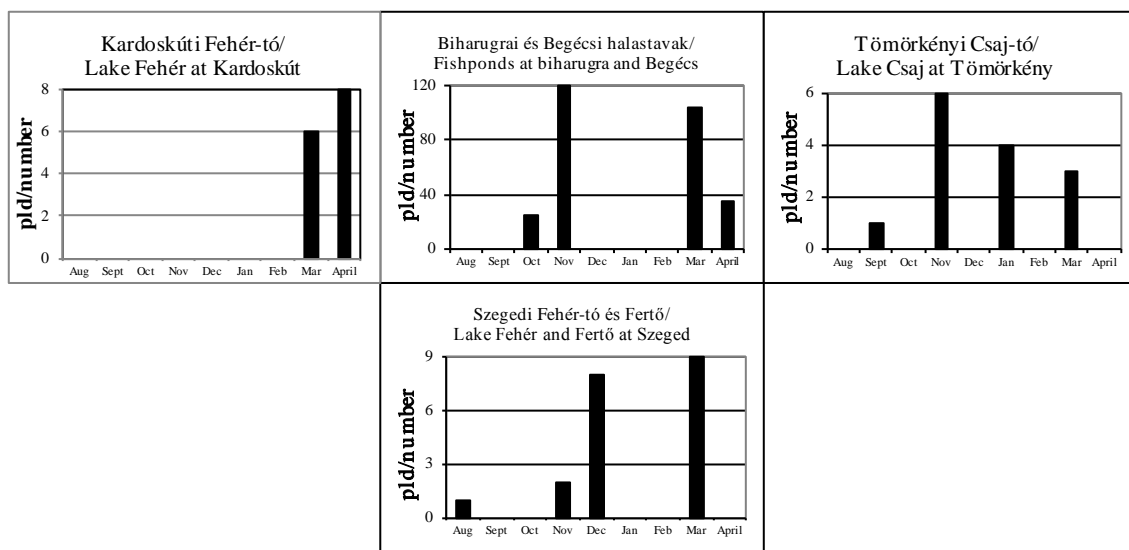 Kardoskúti Fehér-tó/
Lake Fehér at Kardoskút
pld/number
8
6
4
2
0
Aug Sept Oct Nov Dec Jan Feb Mar April
Biharugrai és Begécsi halastavak/
Fishponds at biharugra and Begécs
pld/number
120
80
40
0
Aug Sept Oct Nov Dec Jan Feb Mar April
Tömörkényi Csaj-tó/
Lake Csaj at Tömörkény
pld/number
6
4
2
0
Aug Sept Oct Nov Dec Jan Feb Mar April
Szegedi Fehér-tó és Fertő/
Lake Fehér and Fertő at Szeged
pld/number
9
6
3
0
Aug Sept Oct Nov Dec Jan Feb Mar April